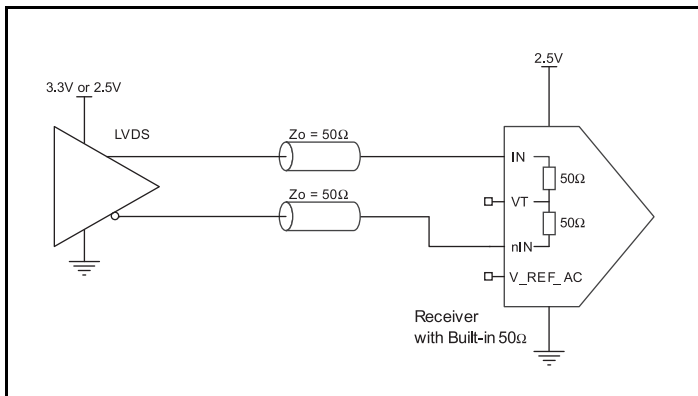 2.5V
3.3V or 2.5V
LVDS
Zo = 50Ω
IN
50Ω
VT
Zo = 50Ω
50Ω
nIN
V_REF_AC
Receiver
with Built-in 50Ω